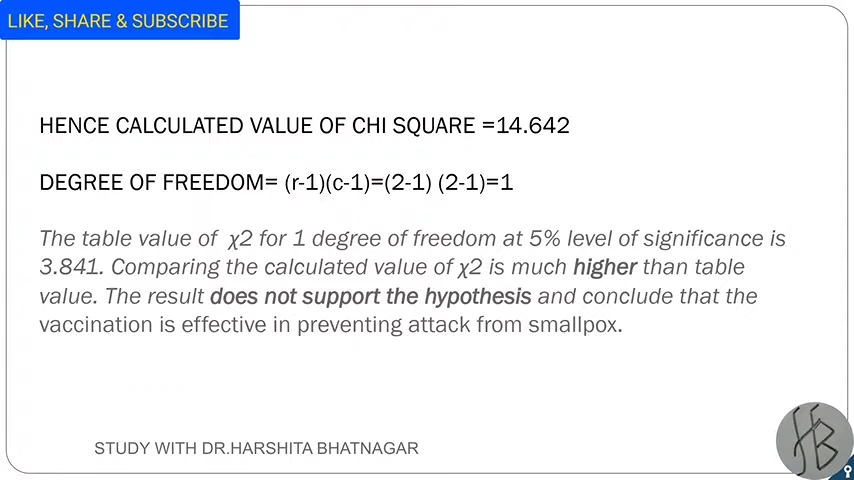 LIKE, SHARE & SUBSCRIBE
HENCE CALCULATED VALUE OF CHI SQUARE =14.642
DEGREE OF FREEDOM= (r-1)(c-1)=(2-1) (2-1)=1
The table value of χ2 for 1 degree of freedom at 5% level of significance is
3.841. Comparing the calculated value of χ2 is much higher than table
value. The result does not support the hypothesis and conclude that the
vaccination is effective in preventing attack from smallpox.
STUDY WITH DR.HARSHITA BHATNAGAR
HB